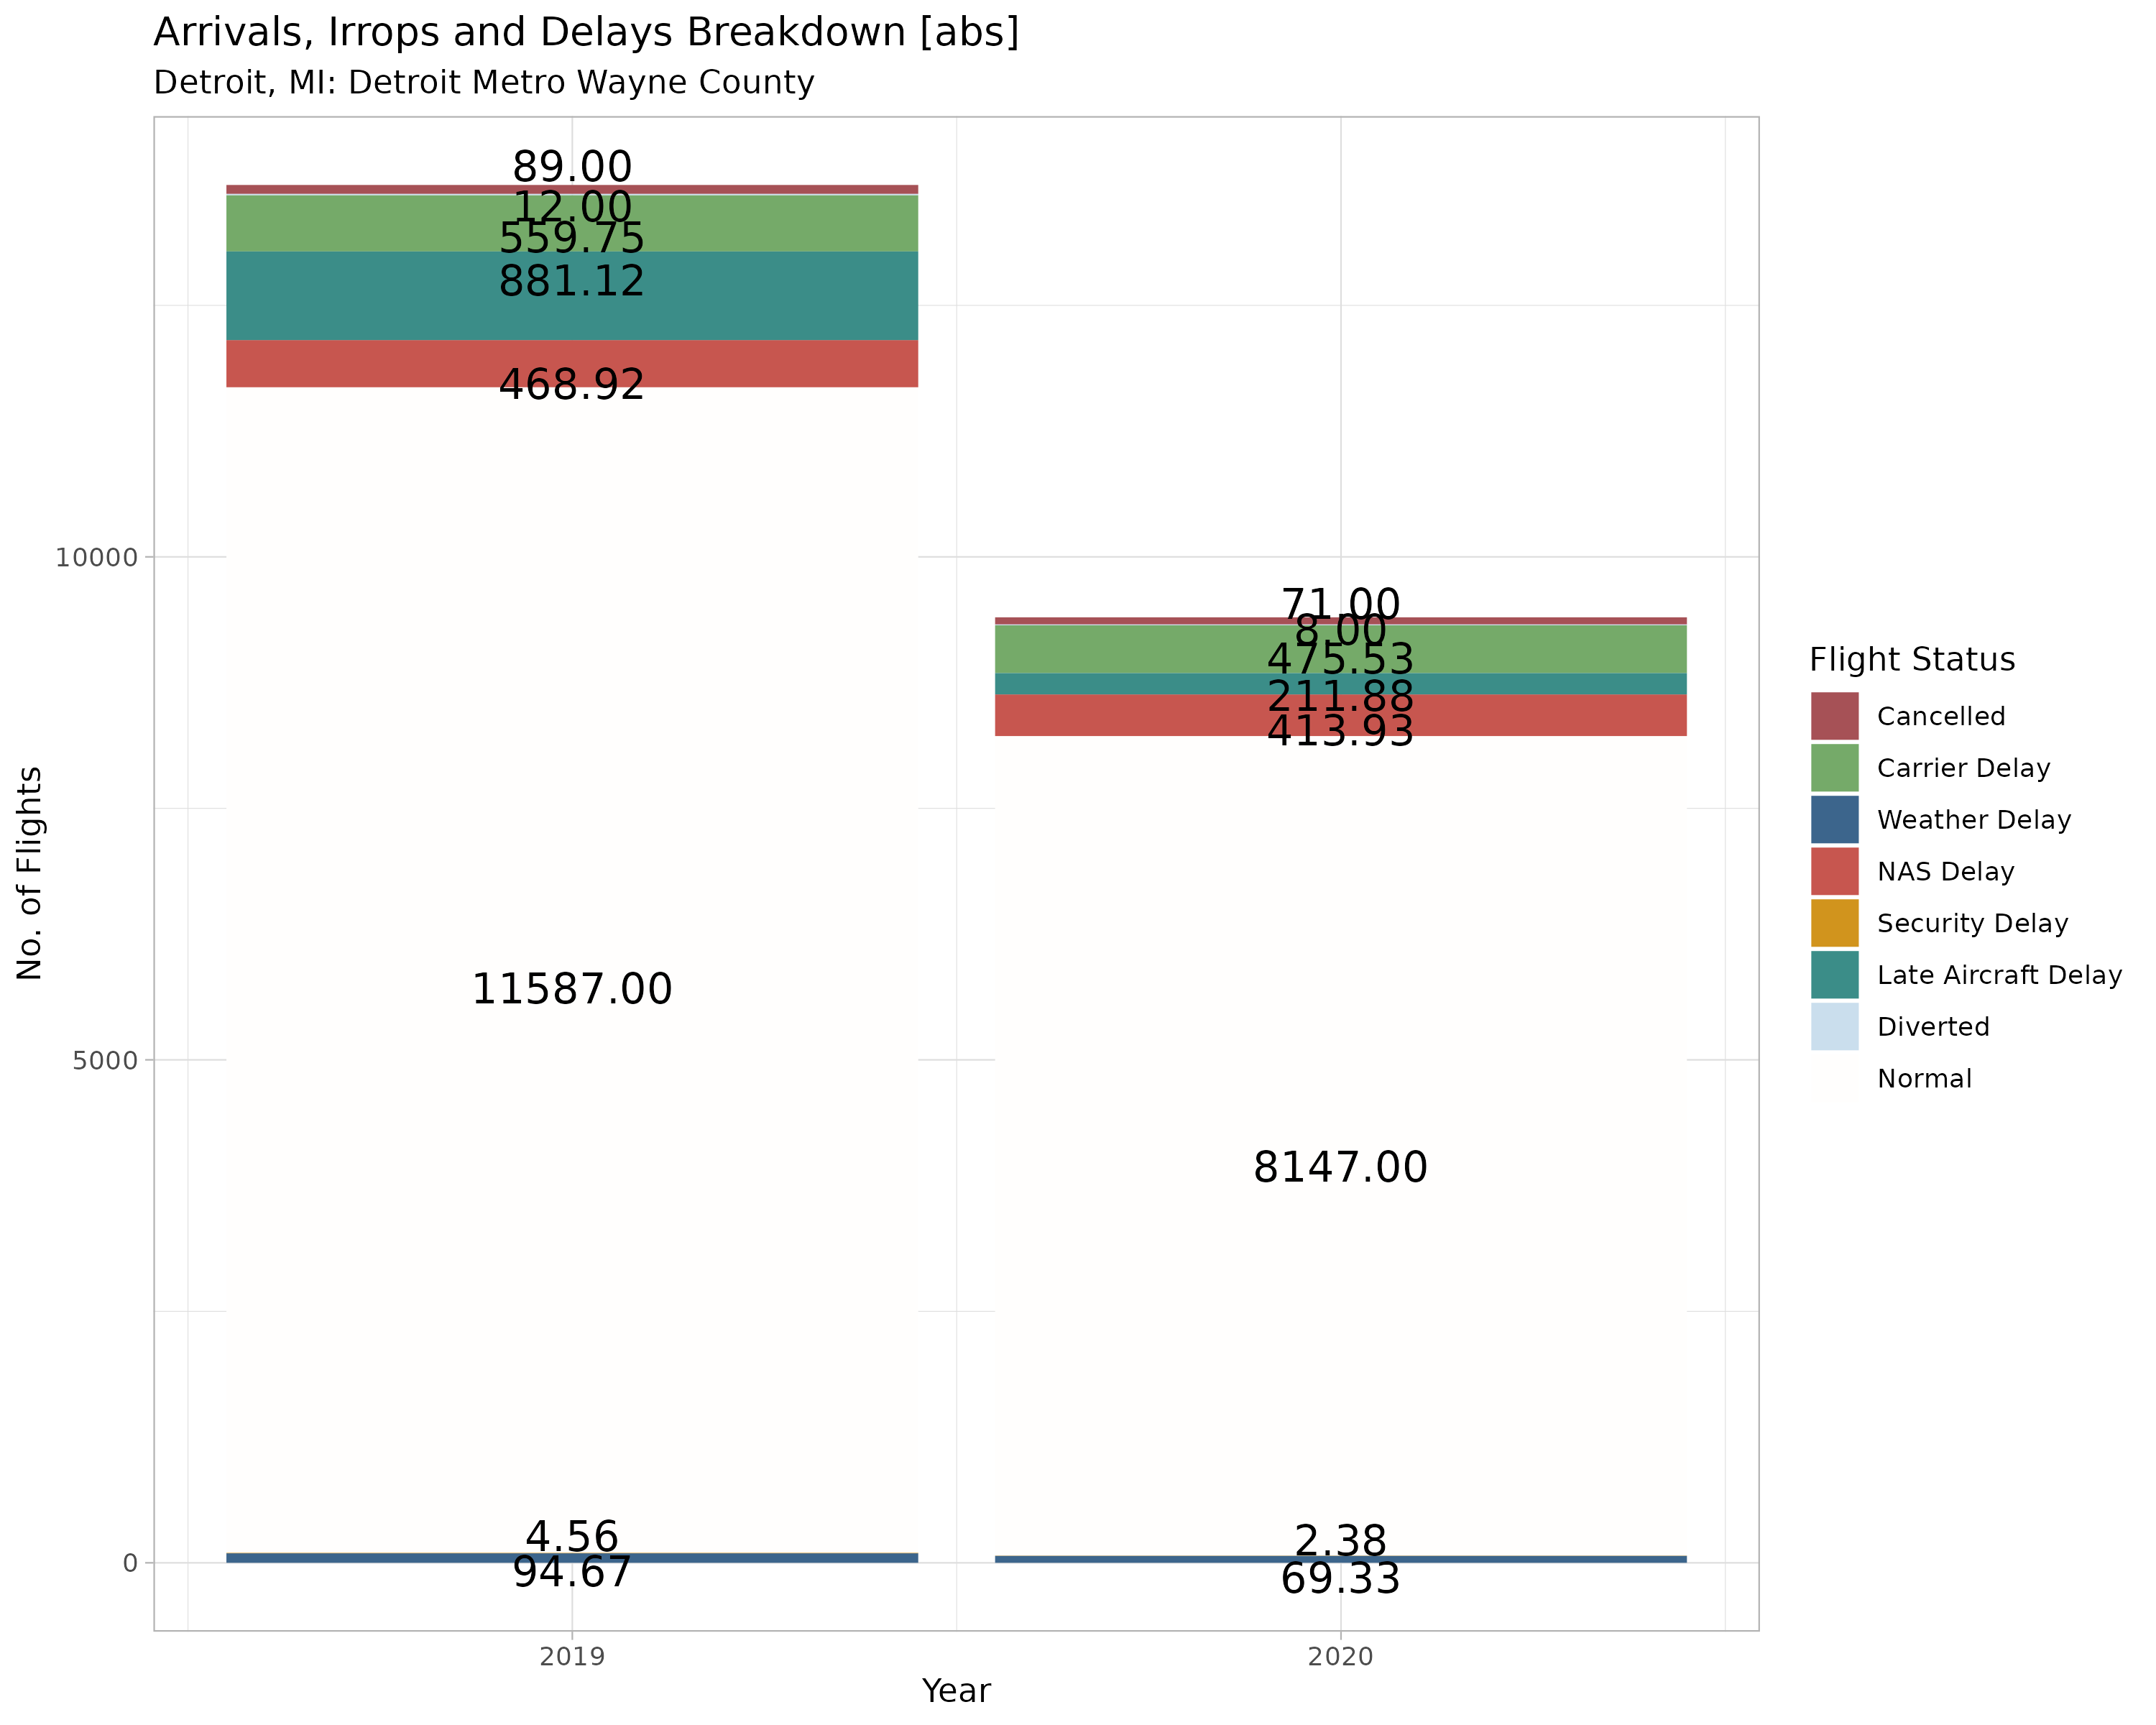 Arrivals, Irrops and Delays Breakdown [abs]
Detroit, MI: Detroit Metro Wayne County
89.00
12.00
559.75
881.12
468.92
11587.00
4.56
94.67
71.00
8.00
475.53
211.88
413.93
8147.00
2.38
69.33
10000
5000
0
No. of Flights
2019
2020
Year
Flight Status
Cancelled
Carrier Delay
Weather Delay
NAS Delay
Security Delay
Late Aircraft Delay
Diverted
Normal